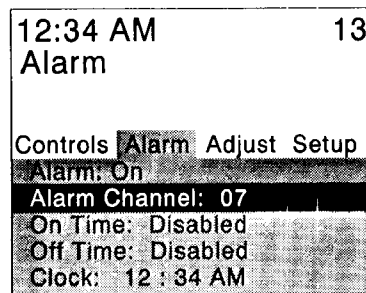 12:34 AM 13
Alarm
Controls Alarm Adjust Setup
Alarm: On
Alarm Channel: 07
On Time: Disabled
Off Time: Disabled
Clock: 12 : 34 AM